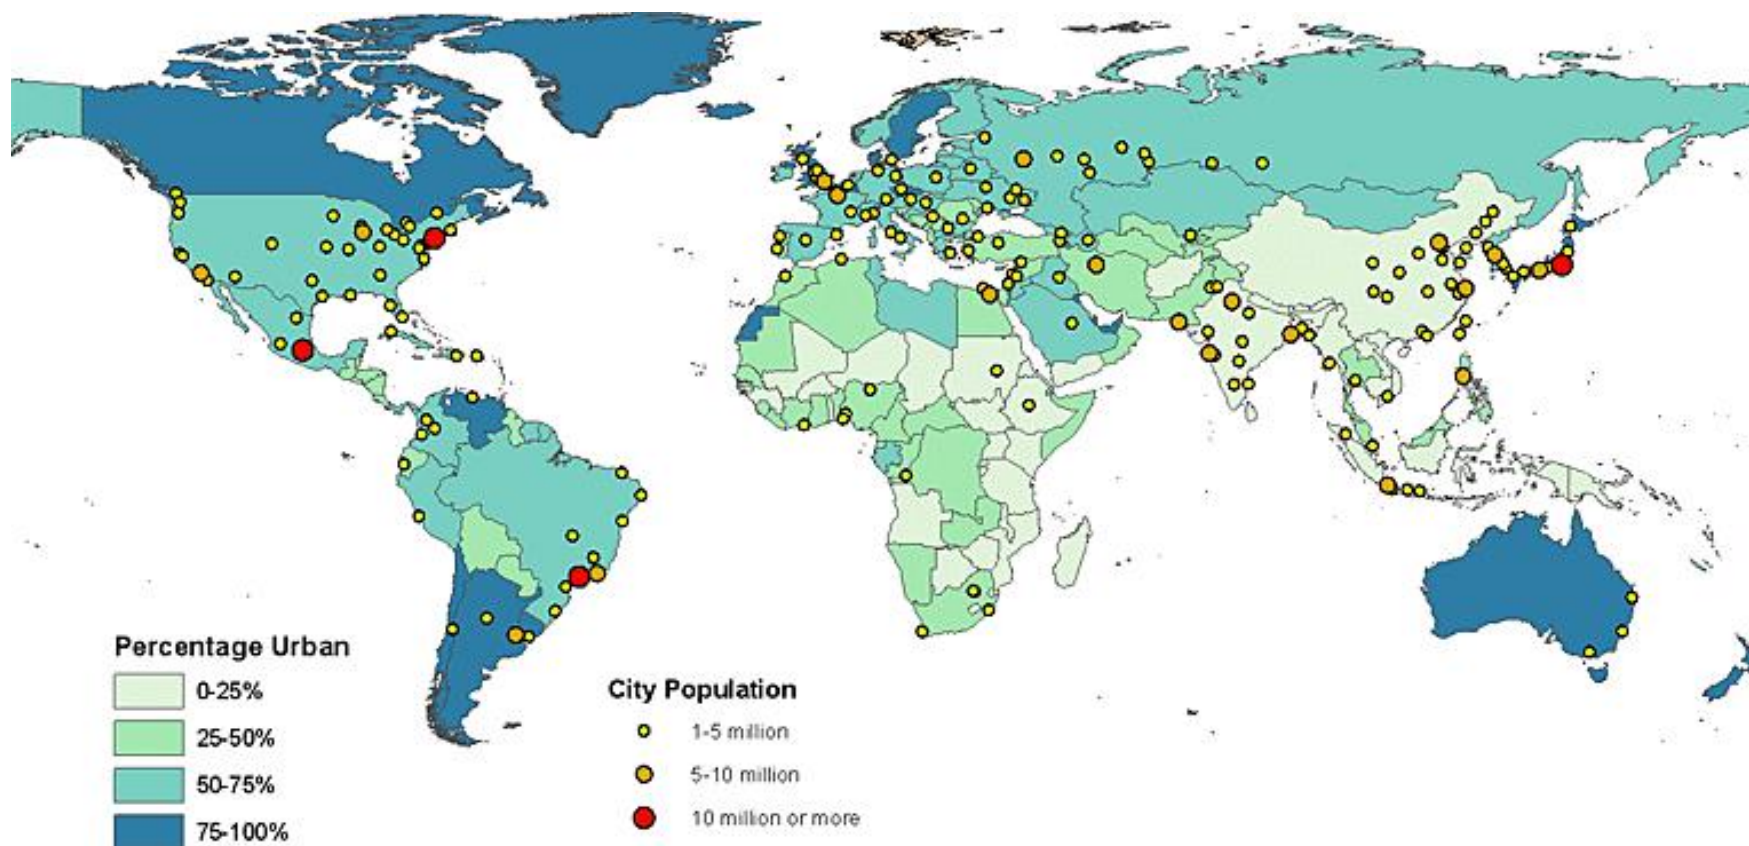 Percentage Urban
0-25%
25-50%
50-75%
75-100%
City Population
1-5 million
5-10 million
10 million or more